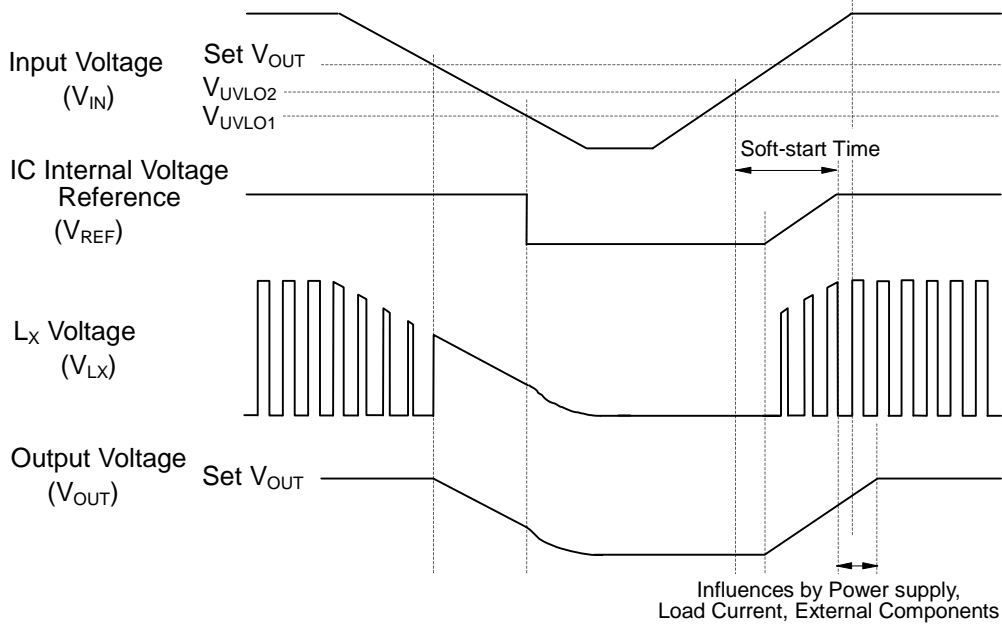 Input Voltage
(VIN)
Set VOUT
VUVLO2
VUVLO1
Soft-start Time
IC Internal Voltage
Reference
(VREF)
LX Voltage
(VLX)
Output Voltage
(VOUT)
Set VOUT
Influences by Power supply,
Load Current, External Components